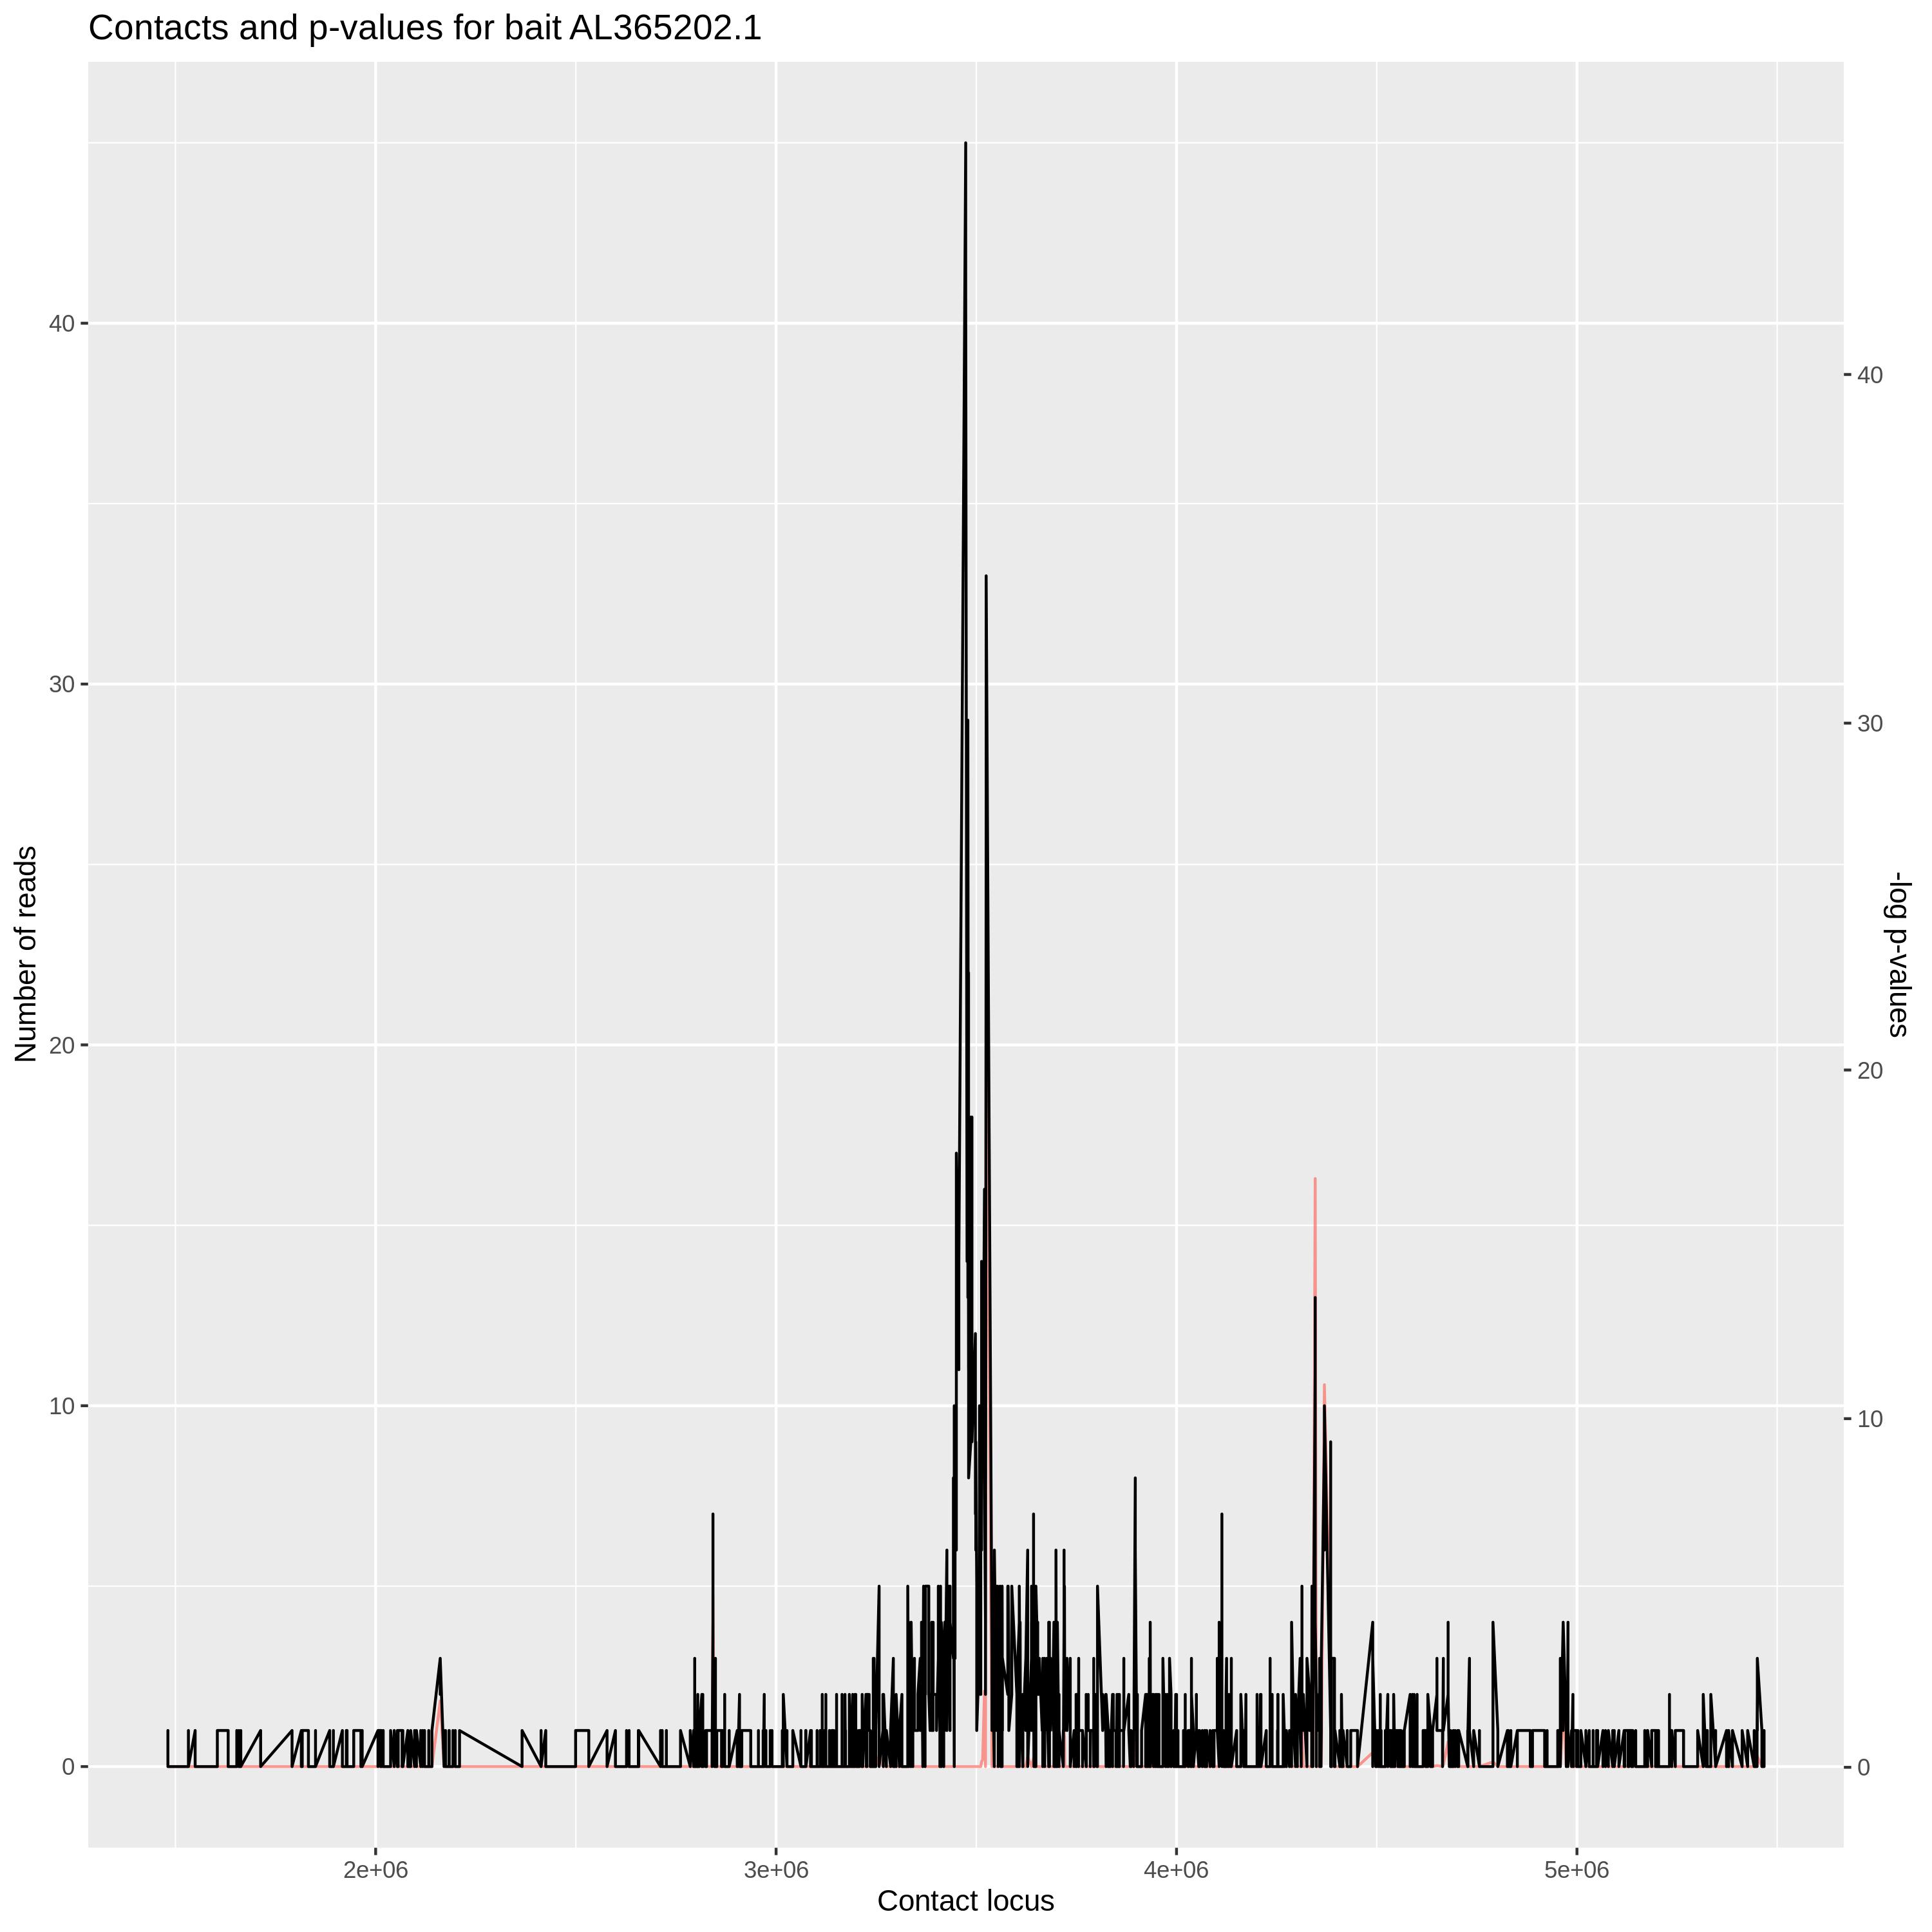 Contacts and p-values for bait AL365202.1
40
30
20
10
0
Number of reads
40
30
20
10
0
-log p-values
2e+06
3e+06
4e+06
5e+06
Contact locus